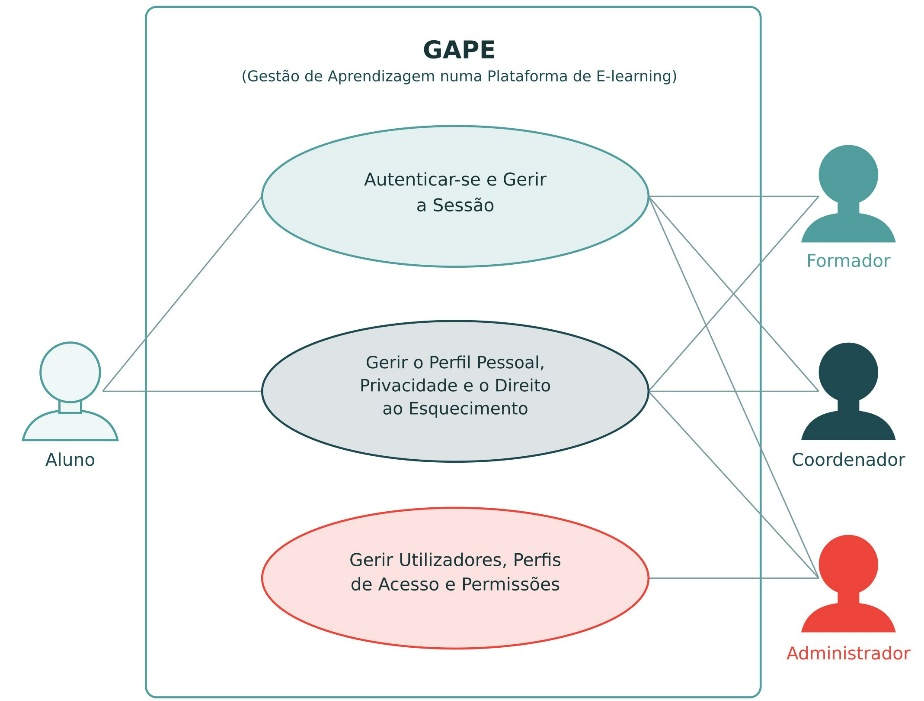 GAPE
(Gestão de Aprendizagem numa Plataforma de E-learning)
Autenticar-se e Gerir
a Sessão
Formador
Gerir o Perfil Pessoal,
Privacidade e o Direito
ao Esquecimento
Aluno
Coordenador
Gerir Utilizadores, Perfis
de Acesso e Permissões
Administrador